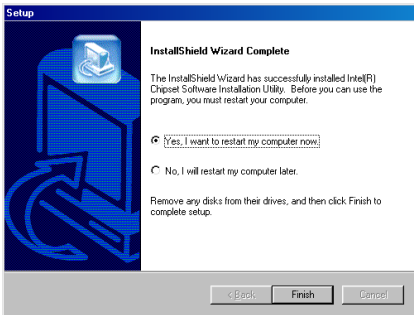 Setup
InstallShield Wizard Complete
The InstallShield Wizard has successfully installed Intel(R)
Chipset Software Installation Utility. Before you can use the
program, you must restart your computer.
Yes, I want to restart my computer now.
No, I will restart my computer later.
Remove any disks from their drives, and then click Finish to
complete setup.
< Back Finish Cancel